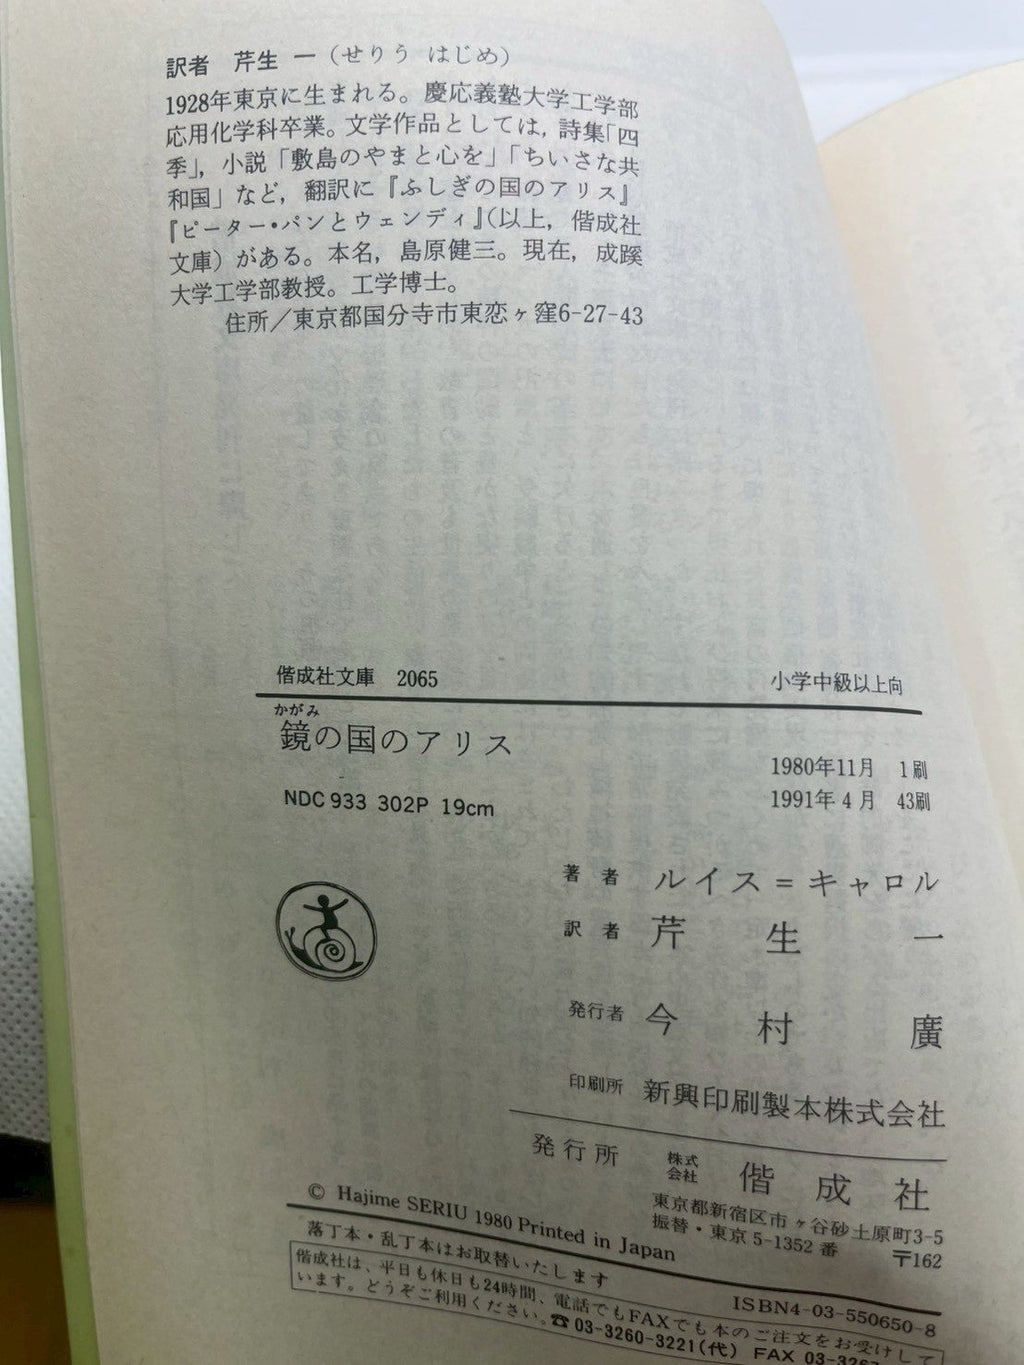 訳者　芹生　一（せりう　はじめ）
1928年東京に生まれる。慶応義塾大学工学部
応用化学科卒業。文学作品としては，詩集「四
季」，小説「敷島のやまと心を」「ちいさな共
和国」など，翻訳に『ふしぎの国のアリス』
『ピーター・パンとウェンディ』（以上，偕成社
文庫）がある。本名，島原健三。現在，成蹊
大学工学部教授。工学博士。
住所／東京都国分寺市東恋ヶ窪6-27-43
偕成社文庫　2065　小学中級以上向
かがみ
鏡の国のアリス
1980年11月　1刷
NDC 933　302P　19cm　1991年 4月　43刷
著者　ルイス＝キャロル
訳者　芹生一
発行者　今村廣
印刷所　新興印刷製本株式会社
発行所　株式会社　偕成社
東京都新宿区市ヶ谷砂土原町3-5
振替・東京 5-1352 番　〒162
© Hajime SERIU 1980 Printed in Japan
落丁本・乱丁本はお取替いたします　ISBN4-03-550650-8
偕成社は、平日も休日も24時間、電話でもFAXでも本のご注文をお受けして
います。どうぞご利用ください。☎03-3260-3221(代) FAX 03-326